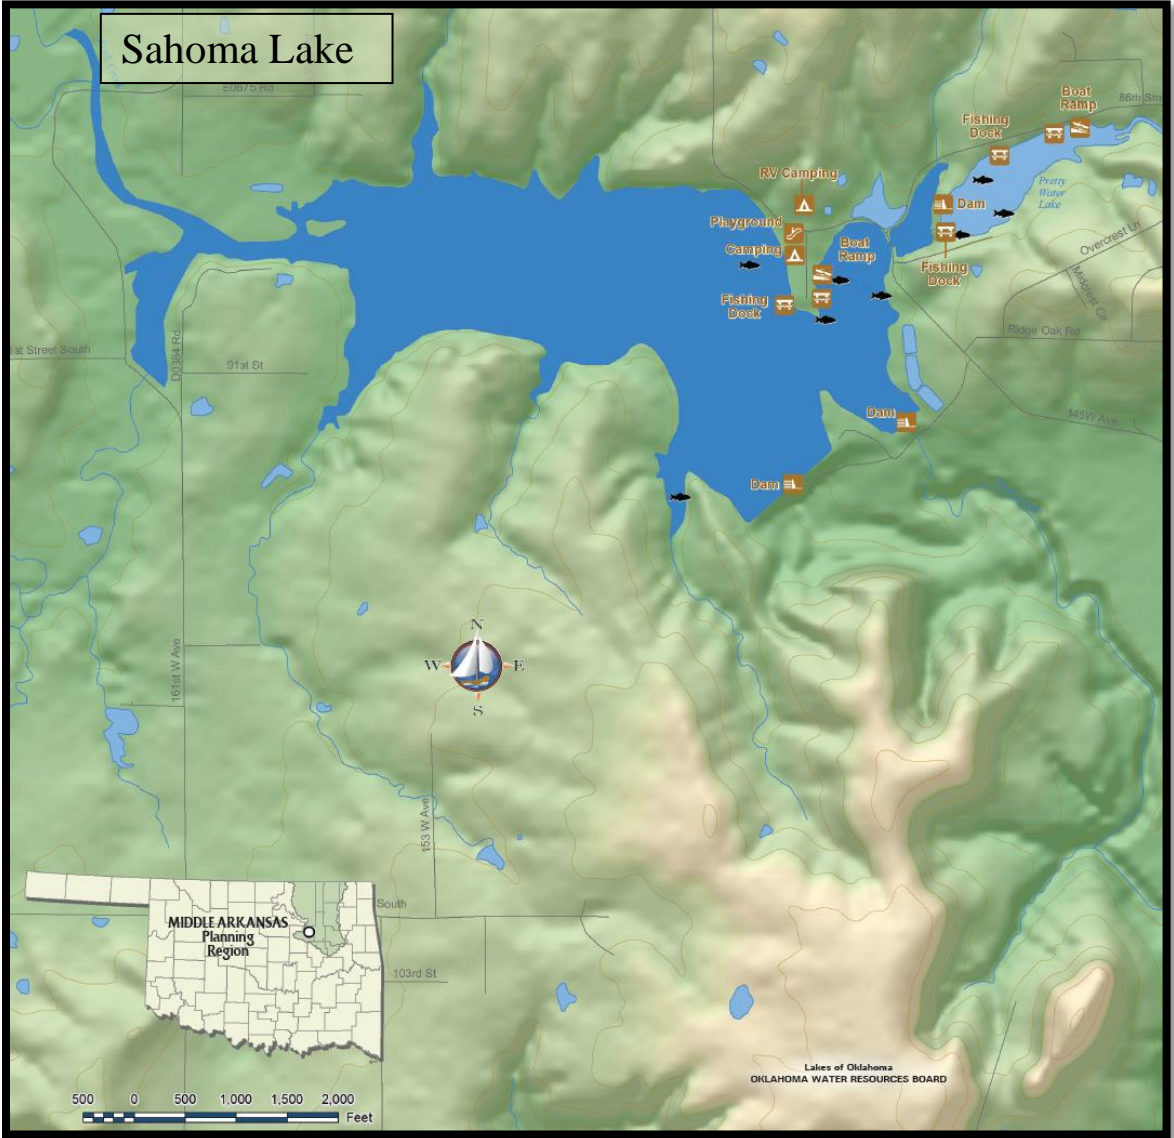 Sahoma Lake
E0675 Rd
86th Str
Boat
Ramp
Fishing
Dock
RV Camping
Pretty
Water
Lake
Dam
Playground
Camping
Boat
Ramp
Overcrest Ln
Fishing
Dock
Midcrest Cir
Fishing
Dock
Ridge Oak Rd
1st Street South
D0384 Rd
91st St
145W Ave
Dam
Dam
N
W
E
S
161st W Ave
153 W Ave
South
MIDDLE ARKANSAS
Planning
Region
103rd St
Lakes of Oklahoma
OKLAHOMA WATER RESOURCES BOARD
500 0 500 1,000 1,500 2,000
Feet